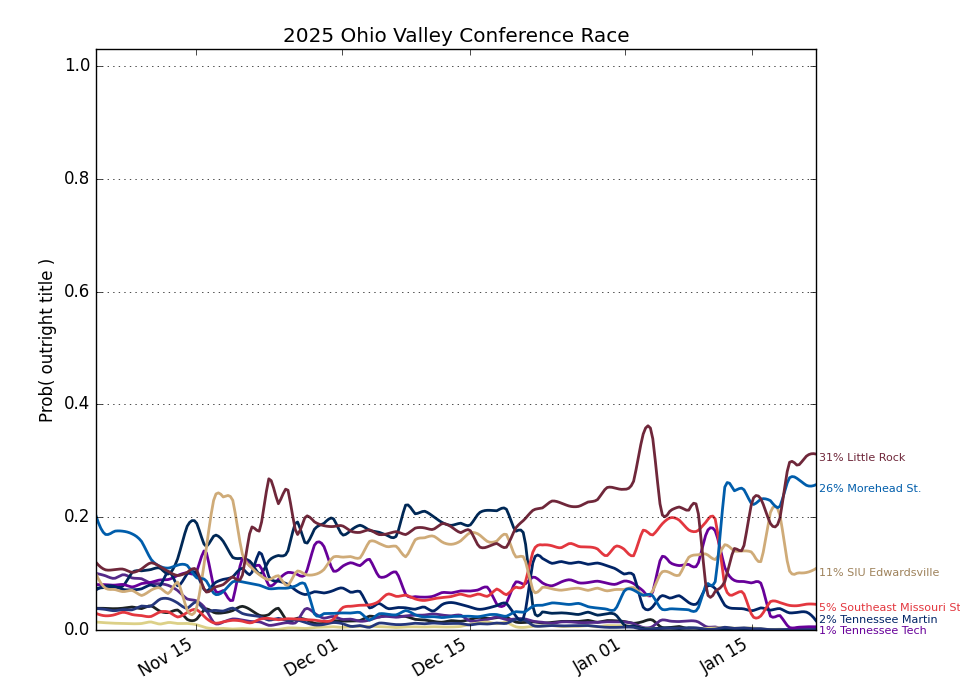 2025 Ohio Valley Conference Race
Prob( outright title )
1.0
0.8
0.6
0.4
0.2
0.0
Nov 15
Dec 01
Dec 15
Jan 01
Jan 15
31% Little Rock
26% Morehead St.
11% SIU Edwardsville
5% Southeast Missouri St
2% Tennessee Martin
1% Tennessee Tech